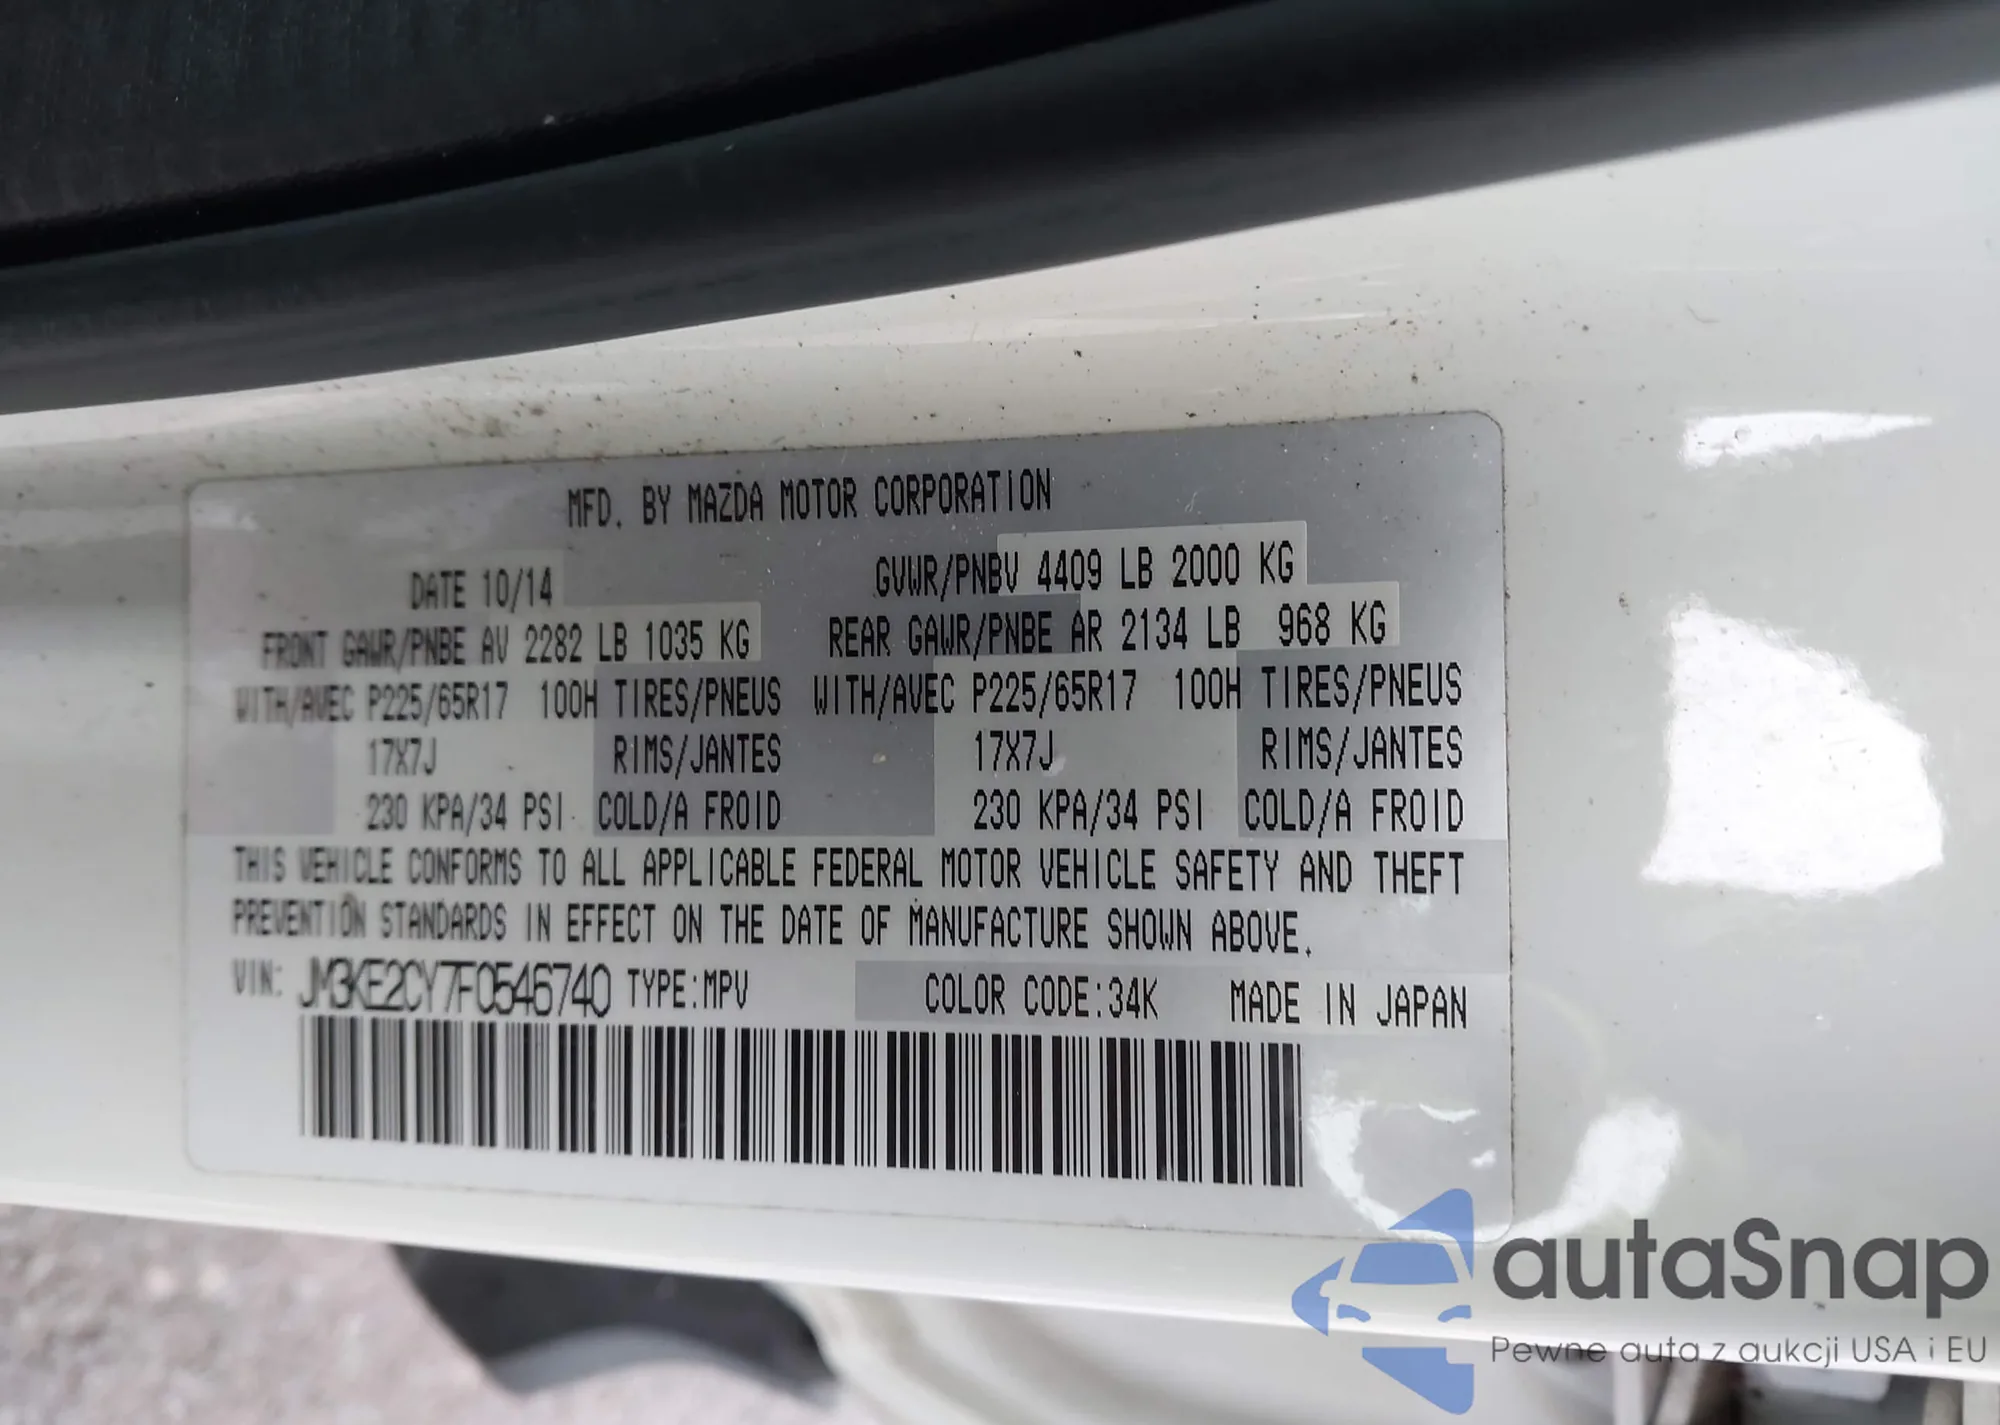 MFD. BY MAZDA MOTOR CORPORATION
DATE 10/14 GVWR/PNBV 4409 LB 2000 KG
FRONT GAWR/PNBE AV 2282 LB 1035 KG REAR GAWR/PNBE AR 2134 LB 968 KG
WITH/AVEC P225/65R17 100H TIRES/PNEUS WITH/AVEC P225/65R17 100H TIRES/PNEUS
17X7J RIMS/JANTES 17X7J RIMS/JANTES
230 KPA/34 PSI COLD/A FROID 230 KPA/34 PSI COLD/A FROID
THIS VEHICLE CONFORMS TO ALL APPLICABLE FEDERAL MOTOR VEHICLE SAFETY AND THEFT
PREVENTION STANDARDS IN EFFECT ON THE DATE OF MANUFACTURE SHOWN ABOVE.
VIN: JM3KE2CY7F0546740 TYPE:MPV COLOR CODE:34K MADE IN JAPAN
autaSnap
Pewne auta z aukcji USA i EU